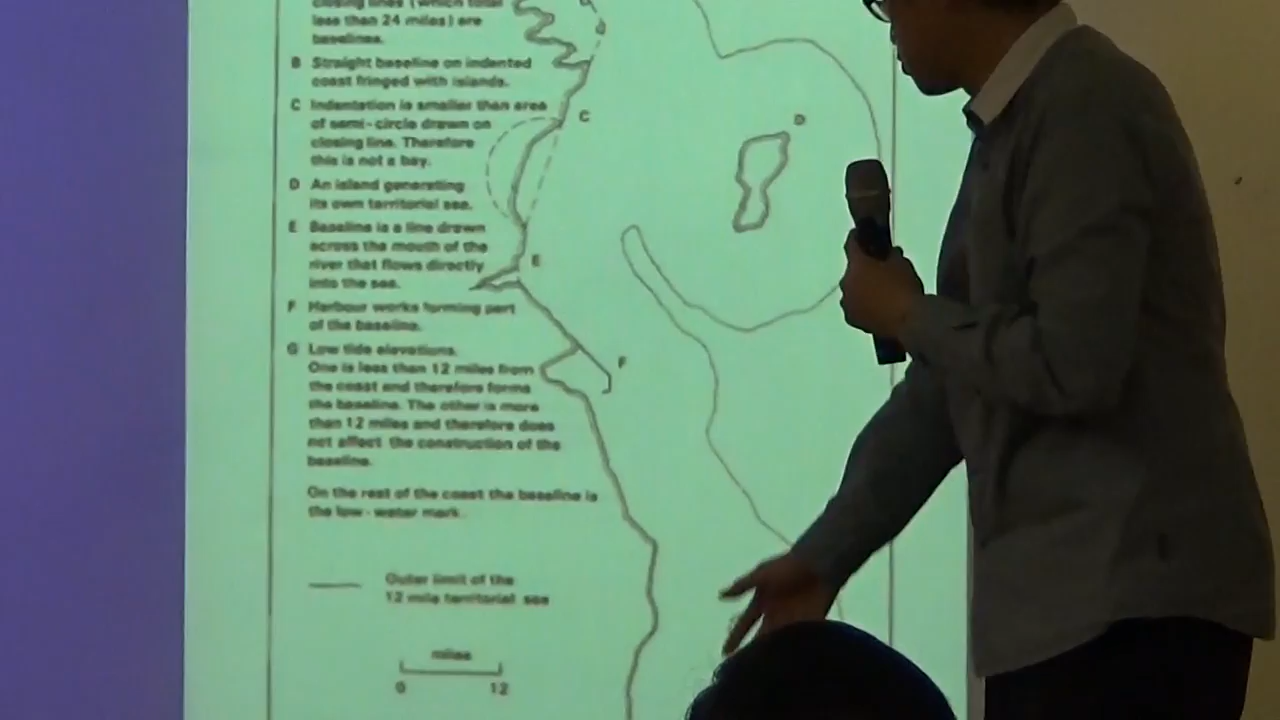 closing lines (which total
less than 24 miles) are
baselines.
B Straight baseline on indented
coast fringed with islands.
C Indentation is smaller than area
of semi-circle drawn on
closing line. Therefore
this is not a bay.
D An island generating
its own territorial sea.
E Baseline is a line drawn
across the mouth of the
river that flows directly
into the sea.
F Harbour works forming part
of the baseline.
G Low tide elevations.
One is less than 12 miles from
the coast and therefore forms
the baseline. The other is more
than 12 miles and therefore does
not affect the construction of the
baseline.
On the rest of the coast the baseline is
the low-water mark.
Outer limit of the
12 mile territorial sea
miles
0 12
C
D
E
F